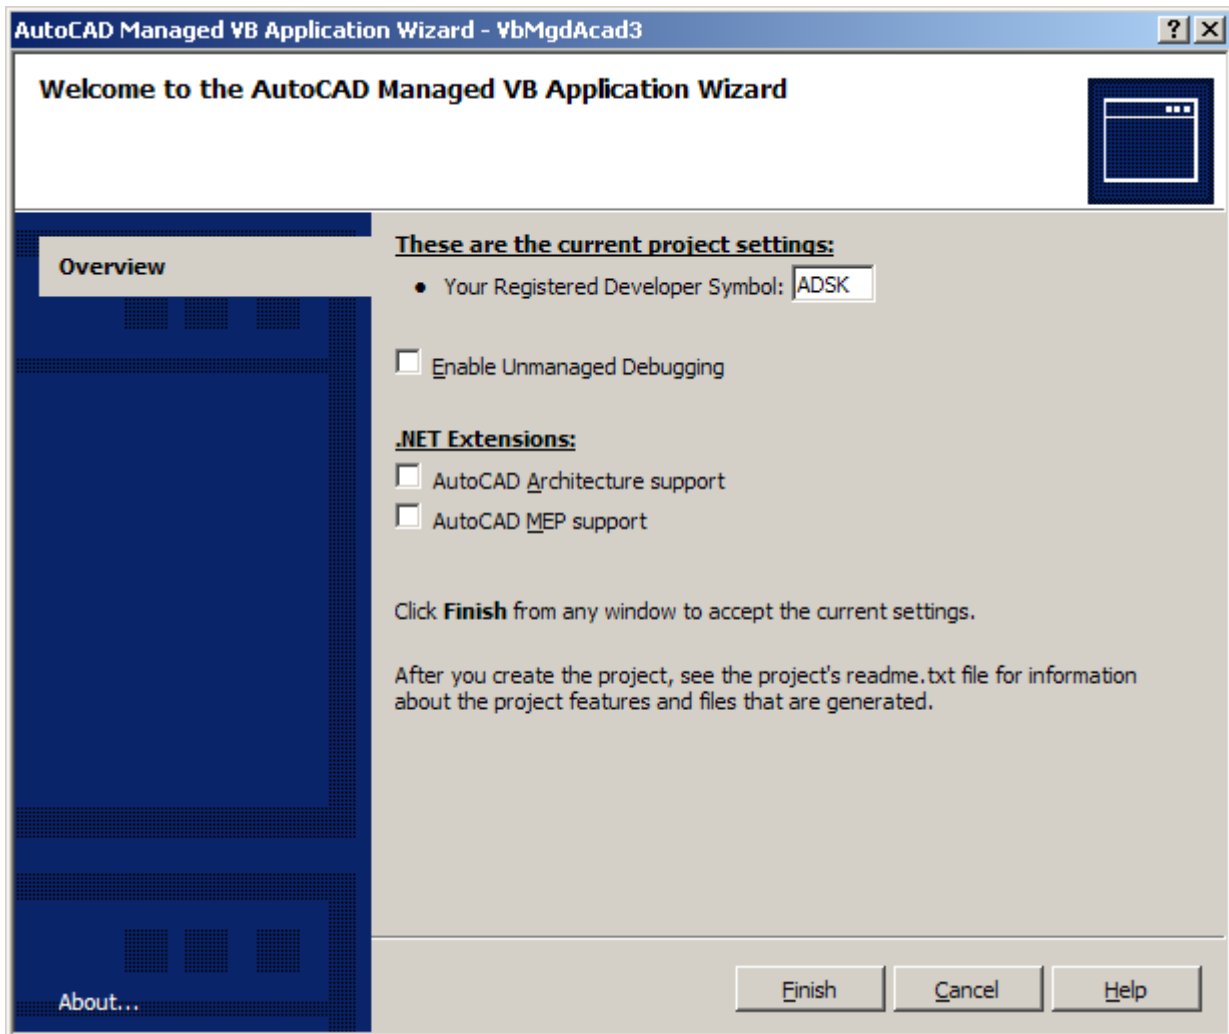 AutoCAD Managed VB Application Wizard - VbMgdAcad3
Welcome to the AutoCAD Managed VB Application Wizard
Overview
These are the current project settings:
• Your Registered Developer Symbol: ADSK
Enable Unmanaged Debugging
.NET Extensions:
AutoCAD Architecture support
AutoCAD MEP support
Click Finish from any window to accept the current settings.
After you create the project, see the project's readme.txt file for information
about the project features and files that are generated.
About...
Finish
Cancel
Help